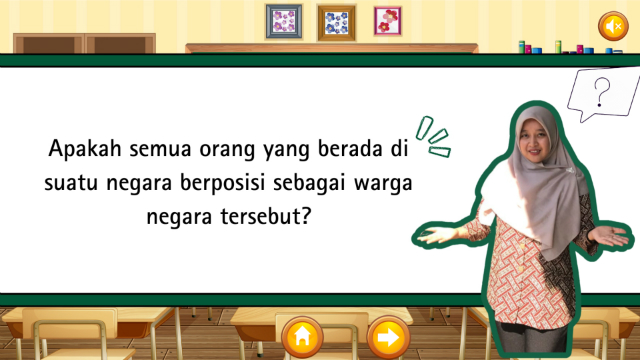 Apakah semua orang yang berada di
suatu negara berposisi sebagai warga
negara tersebut?
?